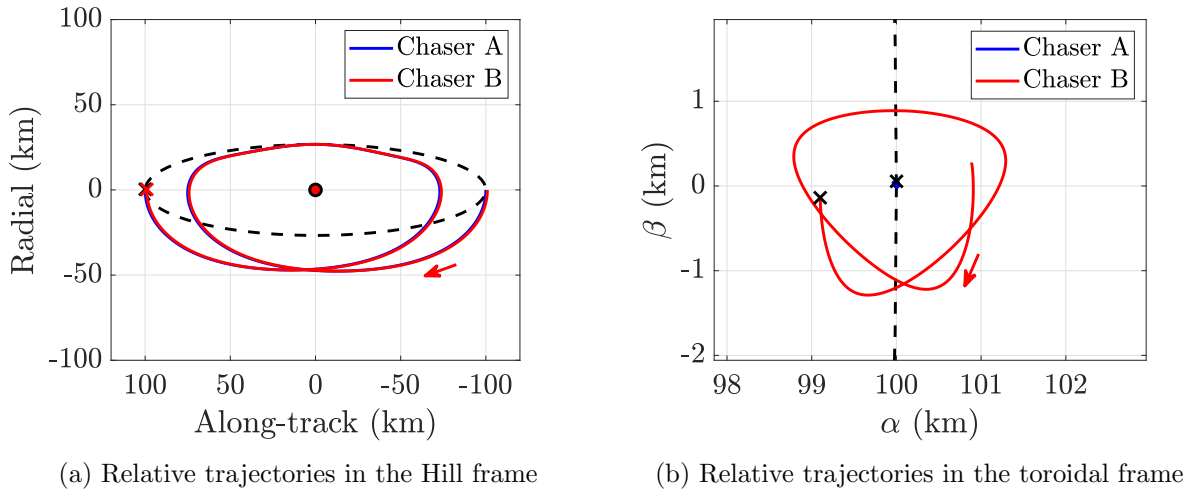 100
50
0
-50
-100
Radial (km)
100
50
0
-50
-100
Along-track (km)
Chaser A
Chaser B
(a) Relative trajectories in the Hill frame
1
0
-1
-2
β (km)
98
99
100
101
102
α (km)
Chaser A
Chaser B
(b) Relative trajectories in the toroidal frame